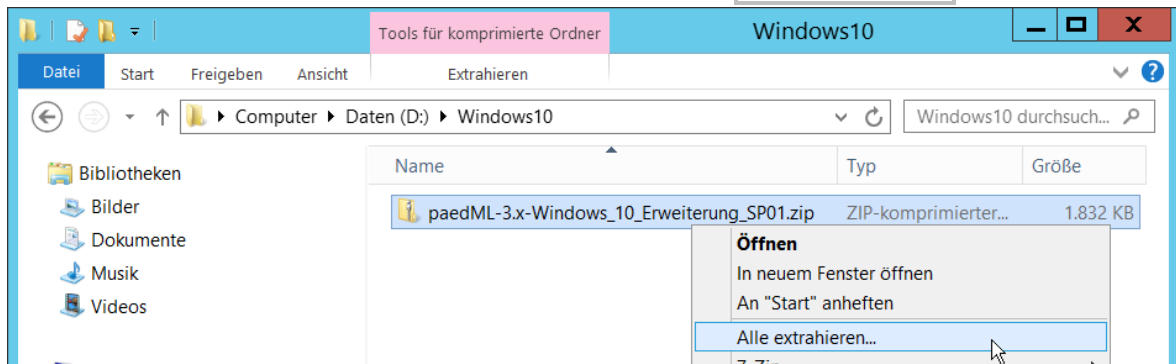 Tools für komprimierte Ordner
Windows10
Datei Start Freigeben Ansicht Extrahieren
Computer Daten (D:) Windows10
Windows10 durchsuch...
Name Typ Größe
Bibliotheken
Bilder
Dokumente
Musik
Videos
paedML-3.x-Windows_10_Erweiterung_SP01.zip ZIP-komprimierter... 1.832 KB
Öffnen
In neuem Fenster öffnen
An "Start" anheften
Alle extrahieren...